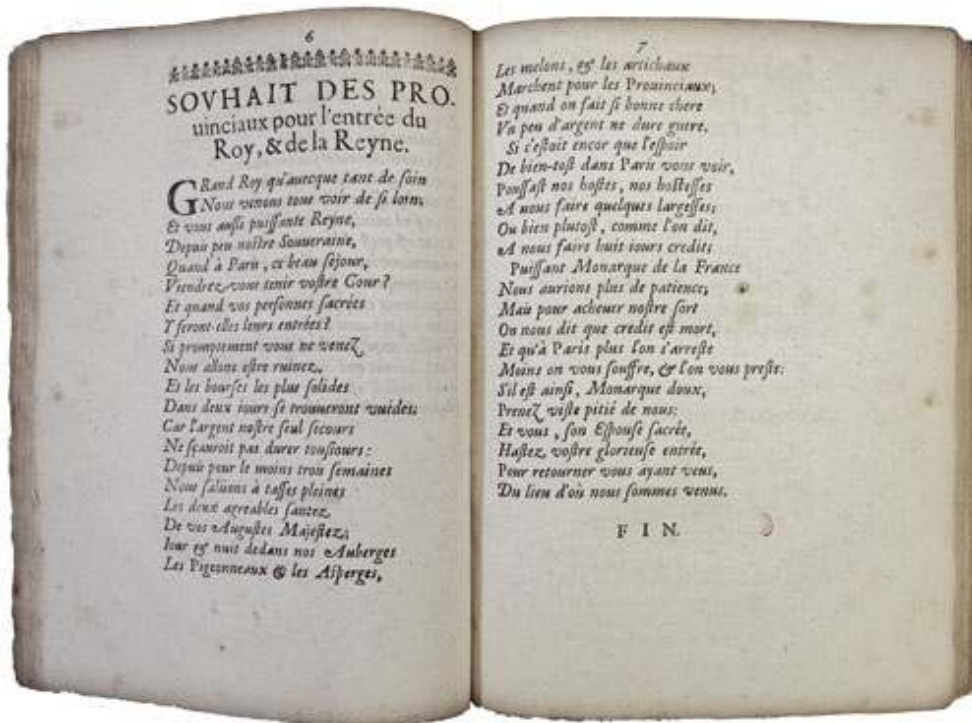 6
SOVHAIT DES PRO-
uinciaux pour l'entrée du
Roy, & de la Reyne.
GRand Roy qu'auecque tant de soin
Nous venons tous voir de si loin;
Et vous aussi puissante Reyne,
Depuis peu nostre Souueraine,
Quand à Paris, ce beau sejour,
Viendrez-vous tenir vostre Cour?
Et quand vos personnes sacrées
Y feront-elles leurs entrées?
Si promptement vous ne venez
Nous allons estre ruinez,
Et les bourses les plus solides
Dans deux iours se trouueront vuides;
Car l'argent nostre seul secours
Ne sçauroit pas durer tousiours:
Depuis pour le moins trois semaines
Nous salüons à tasses pleines
Les deux agreables santez
De vos Augustes Majestez;
Iour & nuit dedans nos Auberges
Les Pigeonneaux & les Asperges,
7
Les melons, & les artichaux
Marchent pour les Prouinciaux;
Et quand on fait si bonne chere
Vn peu d'argent ne dure guere.
Si c'estoit encor que l'espoir
De bien-tost dans Paris vous voir,
Poussast nos hostes, nos hostesses
A nous faire quelques largesses;
Ou bien plutost, comme l'on dit,
A nous faire huit iours credit;
Puissant Monarque de la France
Nous aurions plus de patience;
Mais pour acheuer nostre sort
On nous dit que credit est mort,
Et qu'à Paris plus l'on s'arreste
Moins on vous souffre, & l'on vous preste:
S'il est ainsi, Monarque doux,
Prenez viste pitié de nous;
Et vous, son Espouse sacrée,
Hastez vostre glorieuse entrée,
Pour retourner vous ayant veus,
Du lieu d'où nous sommes venus.
FIN.